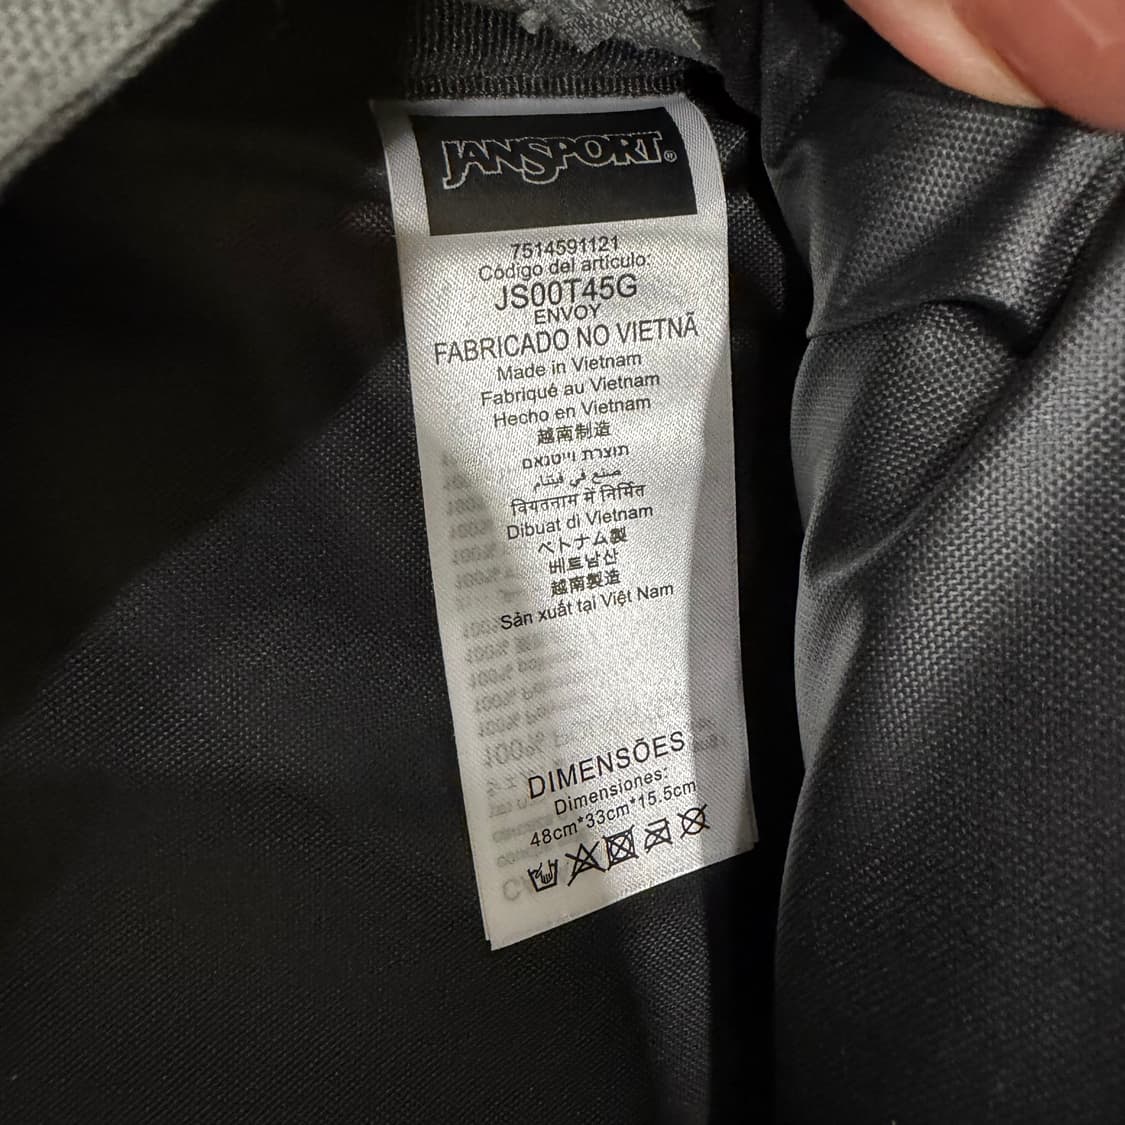 JANSPORT®
7514591121
Código del artículo:
JS00T45G
ENVOY
FABRICADO NO VIETNÃ
Made in Vietnam
Fabriqué au Vietnam
Hecho en Vietnam
越南制造
תוצרת וייטנאם
صنع في فيتنام
वियतनाम में निर्मित
Dibuat di Vietnam
ベトナム製
베트남산
越南製造
Sản xuất tại Việt Nam
DIMENSÕES
Dimensiones:
48cm*33cm*15.5cm